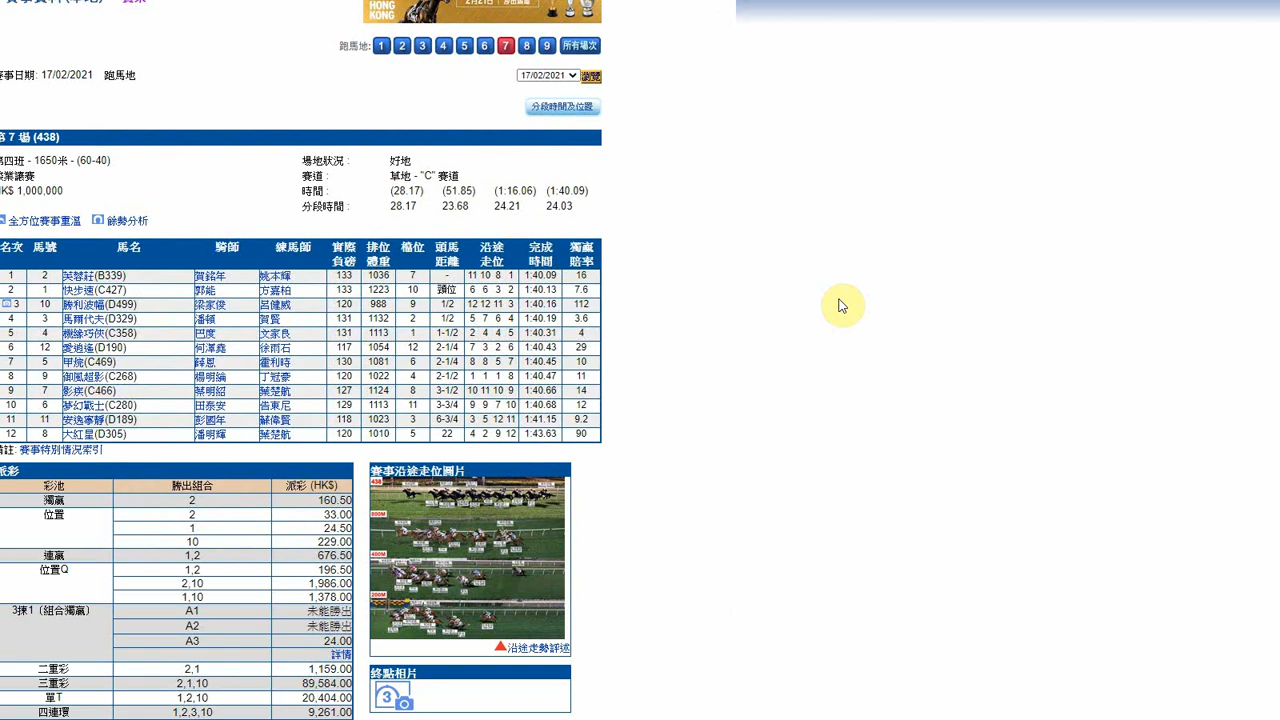 HONG
KONG
跑馬地: 1 2 3 4 5 6 7 8 9 所有場次
賽事日期: 17/02/2021 跑馬地
17/02/2021 瀏覽
分段時間及位置
第 7 場 (438)
第四班 - 1650米 - (60-40) 場地狀況 : 好地
讓賽 賽道 : 草地 - "C" 賽道
HK$ 1,000,000 時間 : (28.17) (51.85) (1:16.06) (1:40.09)
分段時間 : 28.17 23.68 24.21 24.03
全方位賽事重溫 餘勢分析
名次 馬號 馬名 騎師 練馬師 實際負磅 排位體重 檔位 頭馬距離 沿途走位 完成時間 獨贏賠率
1 2 芙蓉莊(B339) 賀銘年 姚本輝 133 1036 7 - 11 10 8 1 1:40.09 16
2 1 快步速(C427) 郭能 方嘉柏 133 1223 10 頭位 6 6 3 2 1:40.13 7.6
3 10 勝利波幅(D499) 梁家俊 呂健威 120 988 9 1/2 12 12 11 3 1:40.16 112
4 3 馬爾代夫(D329) 潘頓 賀賢 131 1132 2 1/2 5 7 6 4 1:40.19 3.6
5 4 機緣巧俠(C358) 巴度 文家良 131 1113 1 1-1/2 2 4 4 5 1:40.31 4
6 12 愛逍遙(D190) 何澤堯 徐雨石 117 1054 12 2-1/4 7 3 2 6 1:40.43 29
7 5 甲烷(C469) 薛恩 霍利時 130 1081 6 2-1/4 8 8 5 7 1:40.45 10
8 9 御風超影(C268) 楊明綸 丁冠豪 120 1022 4 2-1/2 1 1 1 8 1:40.47 11
9 7 影疾(C466) 蔡明紹 葉楚航 127 1124 8 3-1/2 10 11 10 9 1:40.66 14
10 6 夢幻戰士(C280) 田泰安 告東尼 129 1113 11 3-3/4 9 9 7 10 1:40.68 12
11 11 安逸寧靜(D189) 彭國年 蘇偉賢 118 1023 3 6-3/4 3 5 12 11 1:41.15 9.2
12 8 大紅星(D305) 潘明輝 葉楚航 120 1010 5 22 4 2 9 12 1:43.63 90
備註: 賽事特別情況索引
派彩
彩池 勝出組合 派彩 (HK$)
獨贏 2 160.50
位置 2 33.00
1 24.50
10 229.00
連贏 1,2 676.50
位置Q 1,2 196.50
2,10 1,986.00
1,10 1,378.00
3揀1 (組合獨贏) A1 未能勝出
A2 未能勝出
A3 24.00
詳情
二重彩 2,1 1,159.00
三重彩 2,1,10 89,584.00
單T 1,2,10 20,404.00
四連環 1,2,3,10 9,261.00
賽事沿途走位圖片
438
800M
400M
200M
沿途走勢評述
終點相片
3